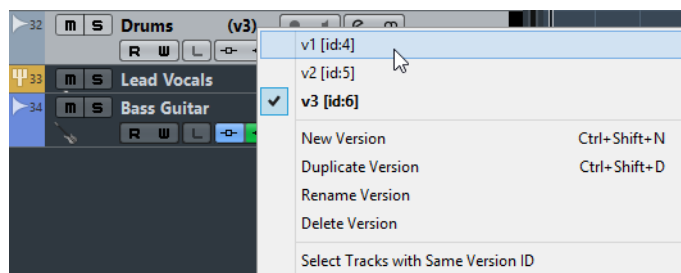 32 m S Drums (v3) e
R W L
33 m S Lead Vocals
34 m S Bass Guitar
R W L
v1 [id:4]
v2 [id:5]
v3 [id:6]
New Version Ctrl+Shift+N
Duplicate Version Ctrl+Shift+D
Rename Version
Delete Version
Select Tracks with Same Version ID